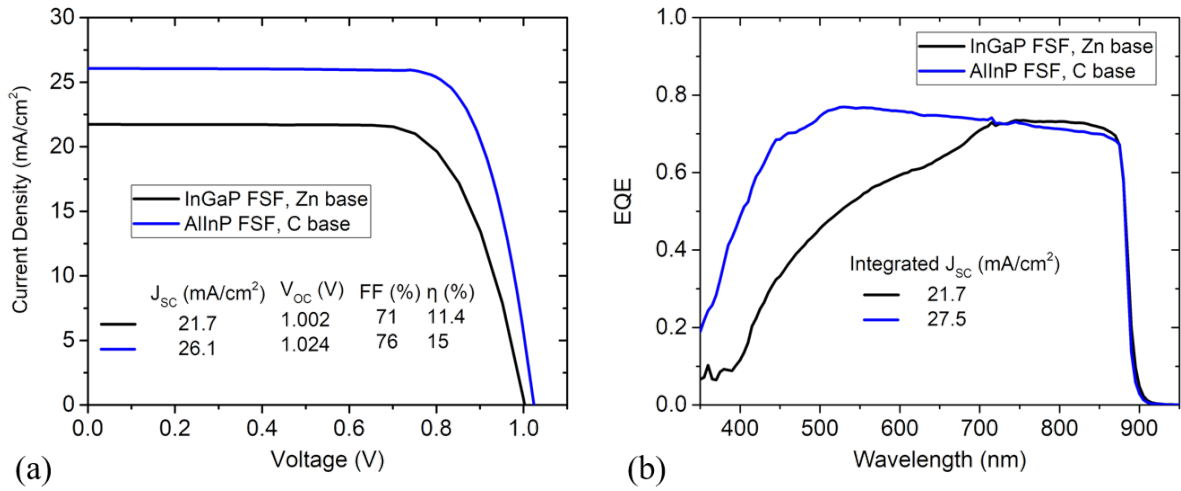 30
25
20
15
10
5
0
0.0 0.2 0.4 0.6 0.8 1.0
Current Density (mA/cm²)
Voltage (V)
InGaP FSF, Zn base
AlInP FSF, C base
J_SC (mA/cm²) V_OC (V) FF (%) η (%)
21.7 1.002 71 11.4
26.1 1.024 76 15
(a)
1.0
0.8
0.6
0.4
0.2
0.0
400 500 600 700 800 900
EQE
Wavelength (nm)
InGaP FSF, Zn base
AlInP FSF, C base
Integrated J_SC (mA/cm²)
21.7
27.5
(b)